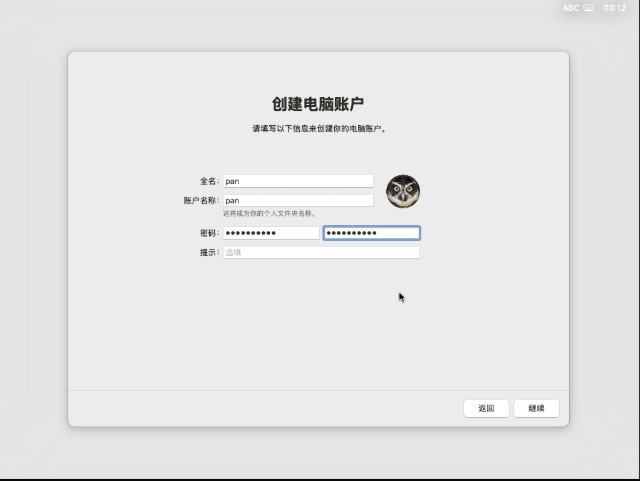 ABC 03:12
创建电脑账户
请填写以下信息来创建你的电脑账户。
全名: pan
账户名称: pan
这将成为你的个人文件夹名称。
密码: ●●●●●●●●●● ●●●●●●●●●●
提示: 选填
返回 继续